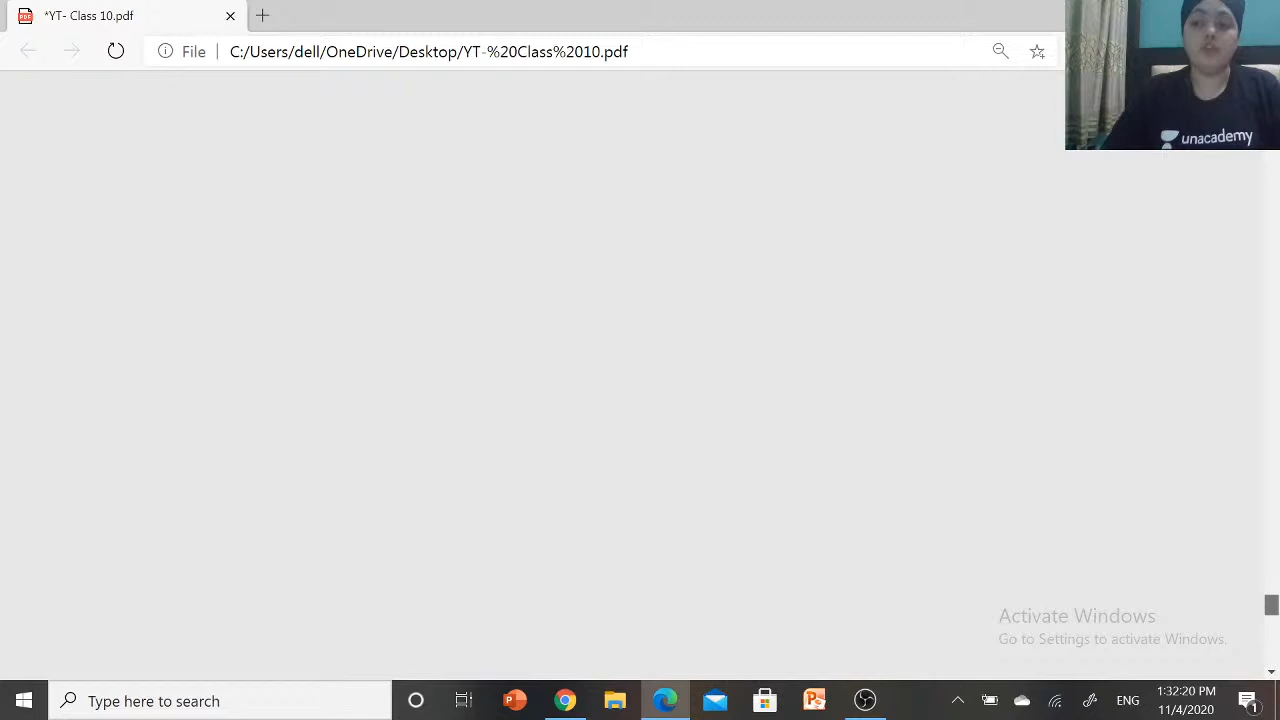 *YT- Class 10.pdf
File
C:/Users/dell/OneDrive/Desktop/YT-%20Class%2010.pdf
unacademy
Activate Windows
Go to Settings to activate Windows.
Type here to search
ENG
1:32:20 PM
11/4/2020
1